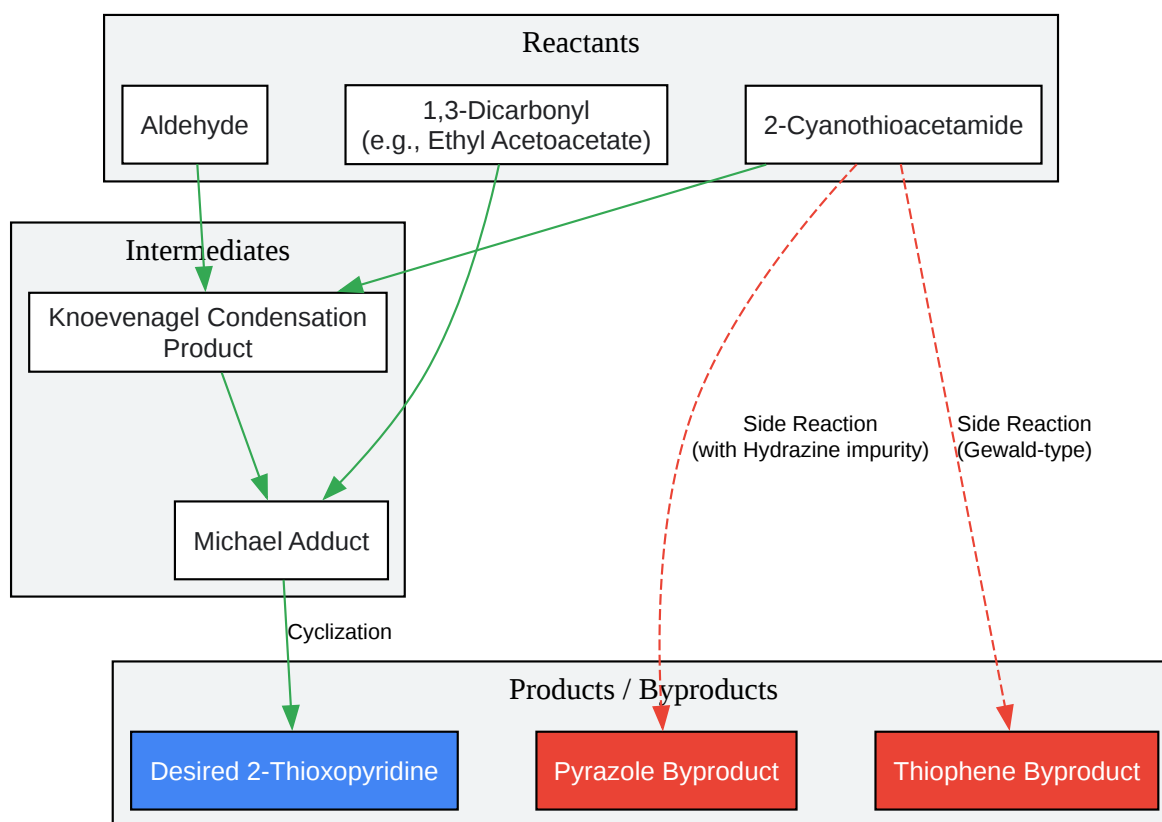 Reactants
Aldehyde
1,3-Dicarbonyl
(e.g., Ethyl Acetoacetate)
2-Cyanothioacetamide
Intermediates
Knoevenagel Condensation
Product
Side Reaction
(with Hydrazine impurity)
Side Reaction
(Gewald-type)
Michael Adduct
Cyclization
Products / Byproducts
Desired 2-Thioxopyridine
Pyrazole Byproduct
Thiophene Byproduct